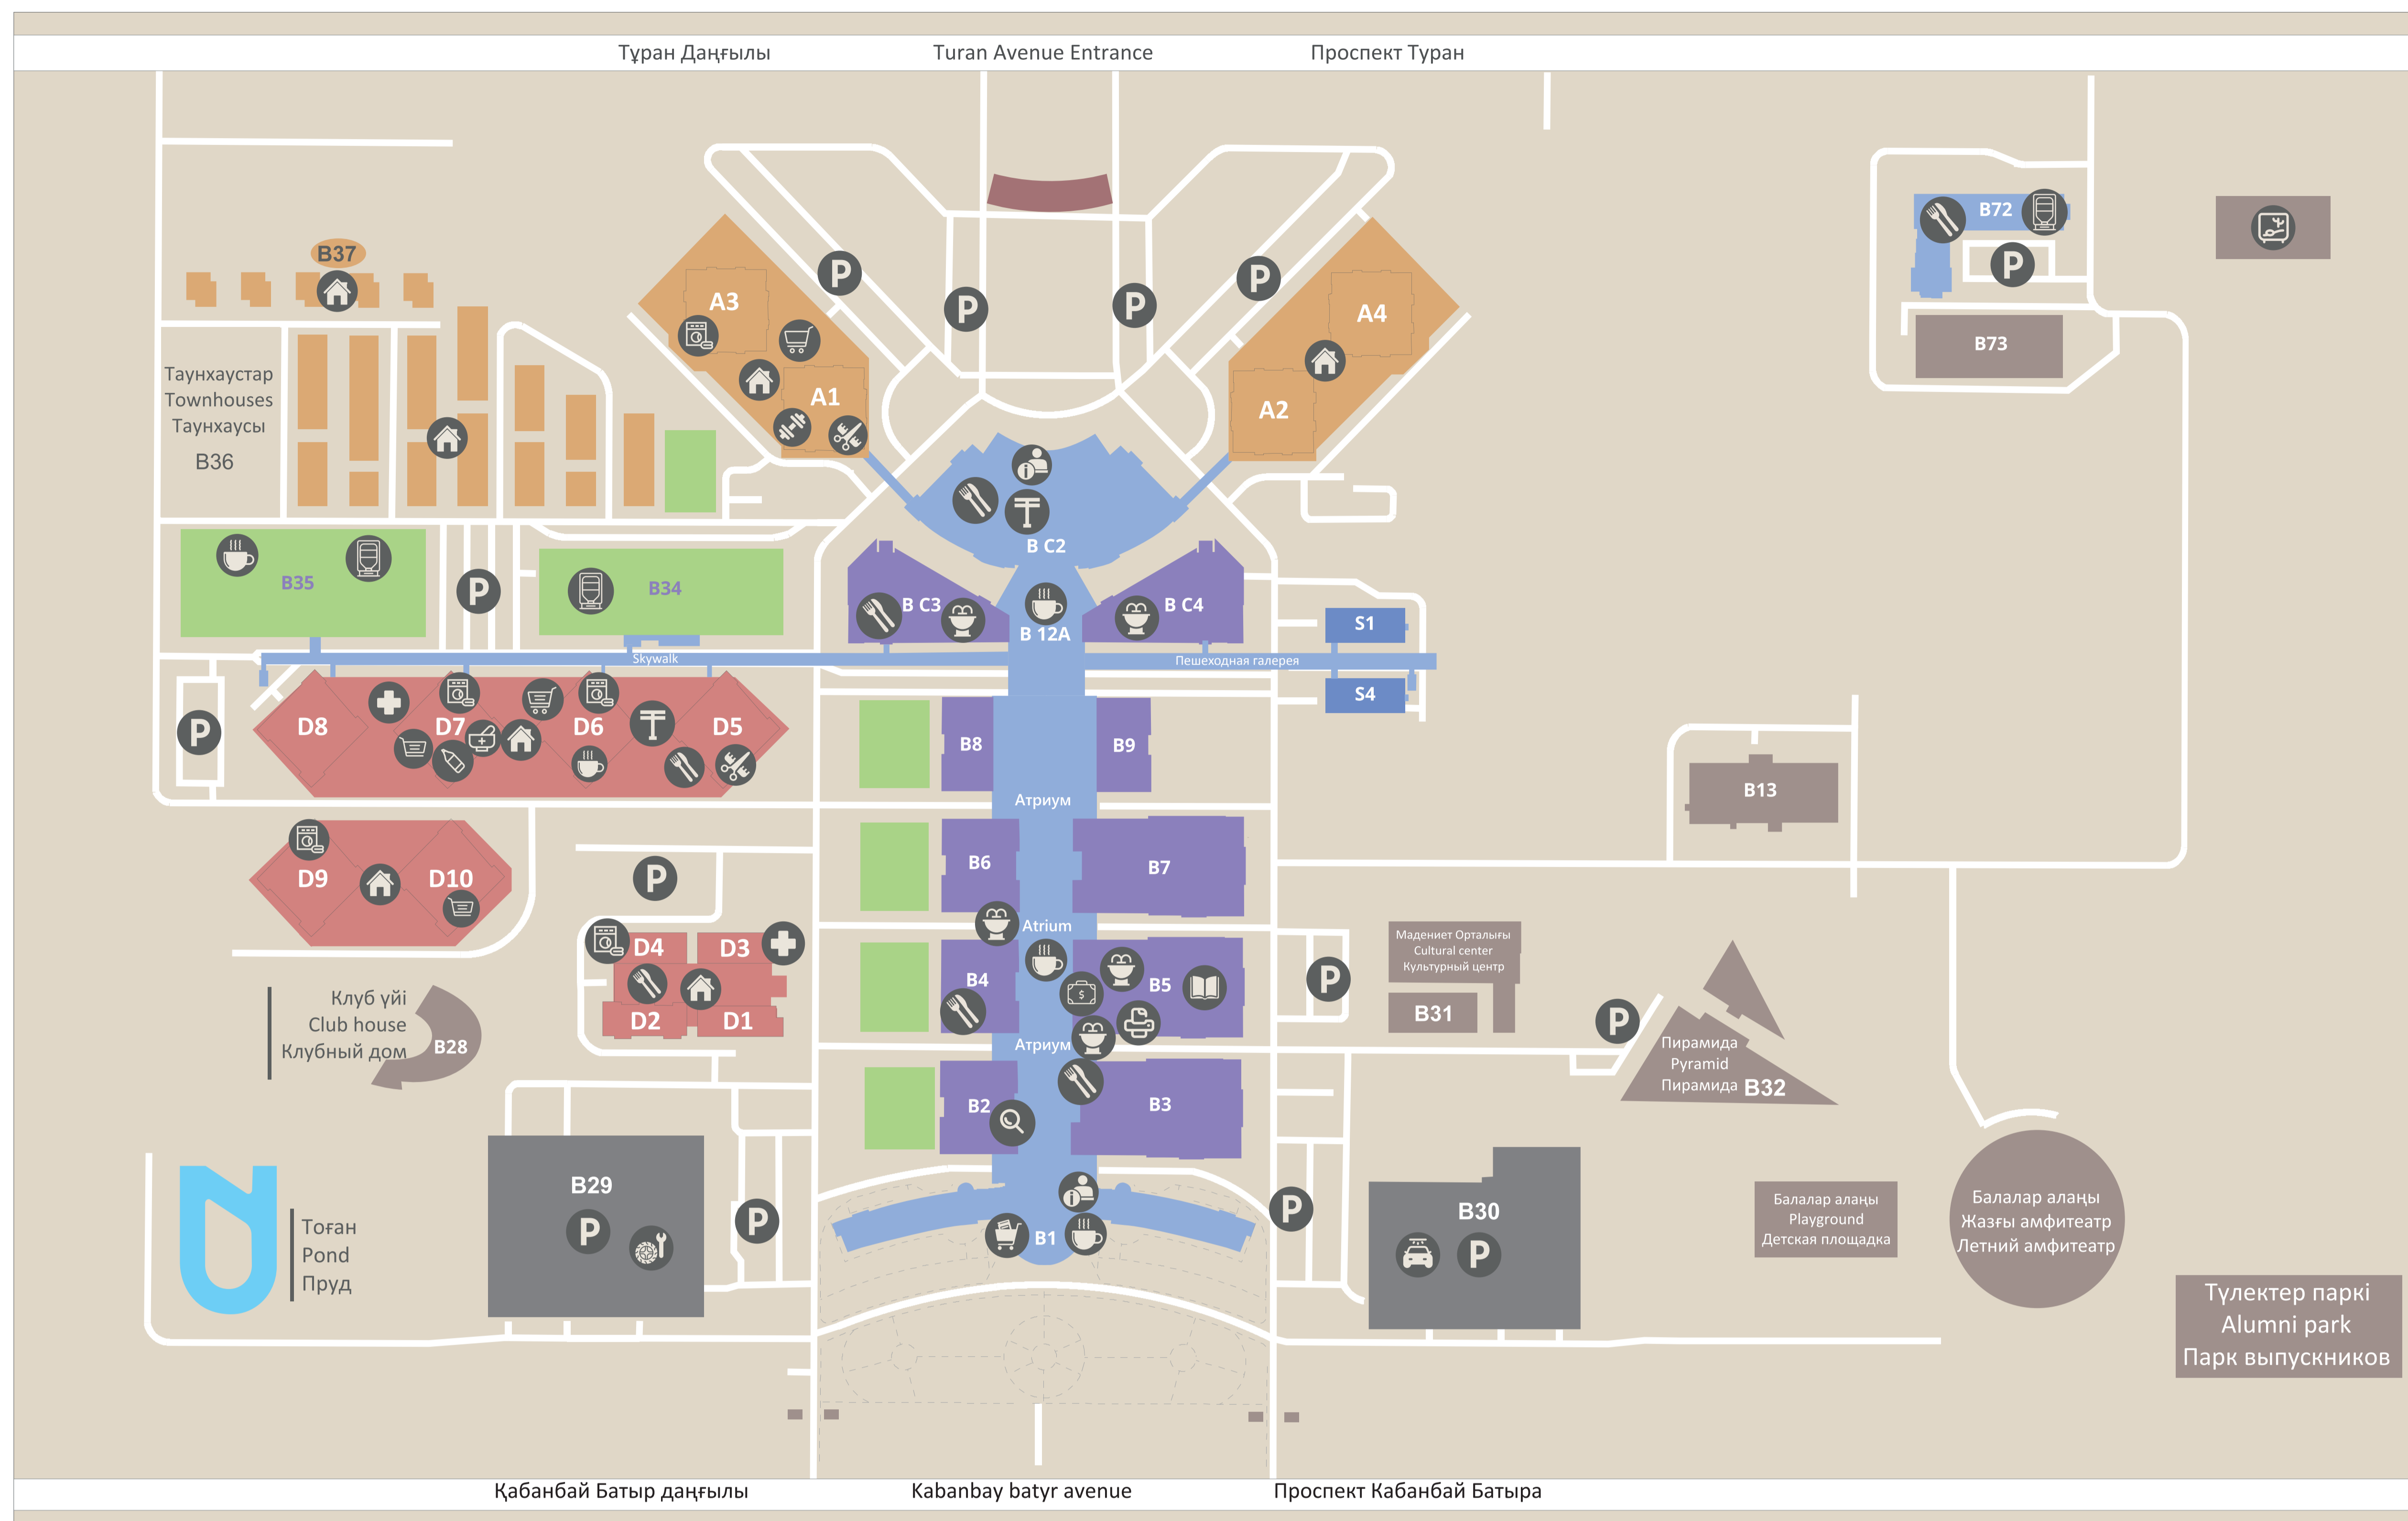 Тұран Даңғылы
Turan Avenue Entrance
Проспект Туран
B37
A3
A1
A4
A2
B72
P
B73
P
P
P
P
Таунхаустар
Townhouses
Таунхаусы
B36
B C2
B35
P
B34
B C3
B 12A
B C4
S1
Skywalk
Пешеходная галерея
S4
P
D8
D7
D6
D5
B8
B9
Атриум
B13
D9
D10
P
B6
B7
Atrium
D4
D3
D2
D1
B4
B5
P
Мадениет Орталығы
Cultural center
Культурный центр
B31
P
Пирамида
Pyramid
Пирамида B32
Клуб үйі
Club house
Клубный дом
B28
Атриум
B2
B3
Тоған
Pond
Пруд
B29
P
P
B1
P
B30
P
Балалар алаңы
Playground
Детская площадка
Балалар алаңы
Жазғы амфитеатр
Летний амфитеатр
Түлектер паркі
Alumni park
Парк выпускников
Қабанбай Батыр даңғылы
Kabanbay batyr avenue
Проспект Кабанбай Батыра